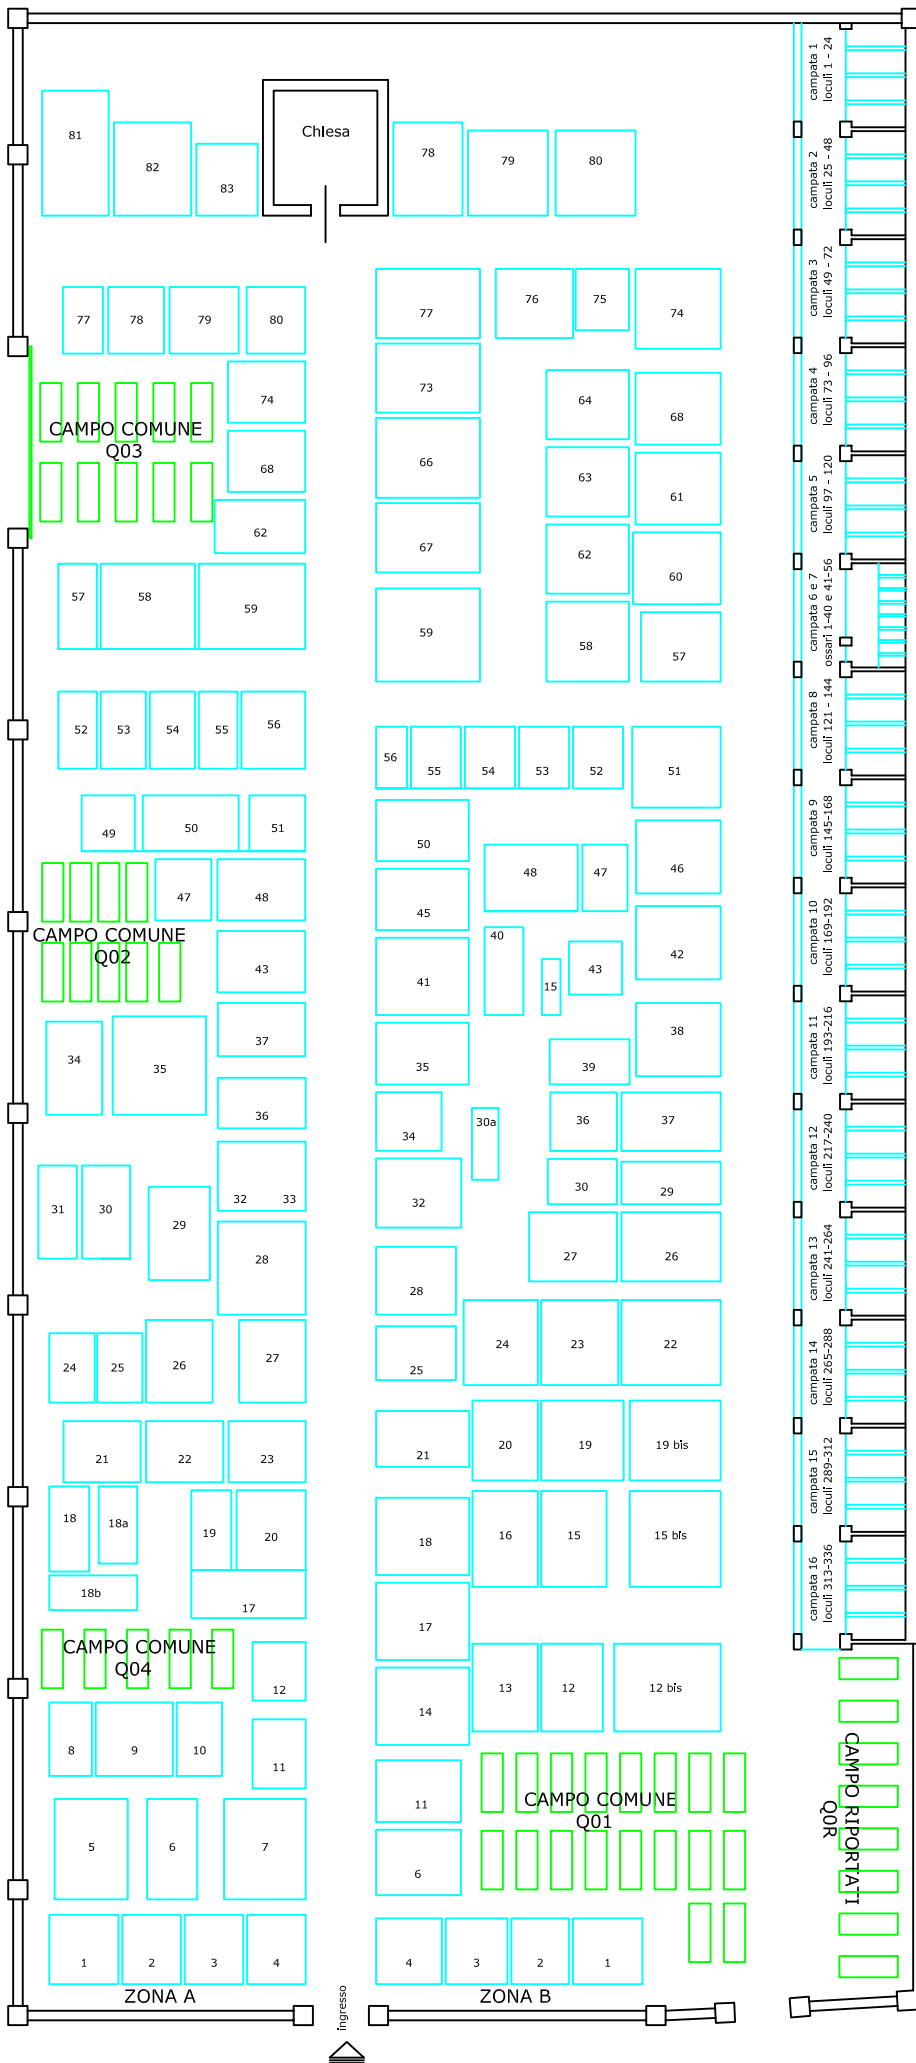 campata 1
loculi 1 - 24
Chiesa
81
82
83
78
79
80
campata 2
loculi 25 - 48
campata 3
loculi 49 - 72
77
78
79
80
77
76
75
74
campata 4
loculi 73 - 96
74
73
64
68
CAMPO COMUNE
Q03
68
66
63
61
campata 5
loculi 97 - 120
62
67
62
60
campata 6 e 7
ossari 1-40 e 41-56
57
58
59
59
58
57
campata 8
loculi 121 - 144
52
53
54
55
56
56
55
54
53
52
51
campata 9
loculi 145-168
49
50
51
50
48
47
46
47
48
45
campata 10
loculi 169-192
CAMPO COMUNE
Q02
43
41
40
15
43
42
campata 11
loculi 193-216
34
35
37
35
39
38
36
34
30a
36
37
campata 12
loculi 217-240
31
30
29
32
33
32
30
29
campata 13
loculi 241-264
28
28
27
26
24
25
26
27
25
24
23
22
campata 14
loculi 265-288
21
22
23
21
20
19
19 bis
campata 15
loculi 289-312
18
18a
19
20
18
16
15
15 bis
18b
17
17
campata 16
loculi 313-336
CAMPO COMUNE
Q04
12
14
13
12
12 bis
8
9
10
11
11
CAMPO COMUNE
Q01
CAMPO RIPORTATI
Q0R
5
6
7
6
1
2
3
4
4
3
2
1
ZONA A
ZONA B
ingresso